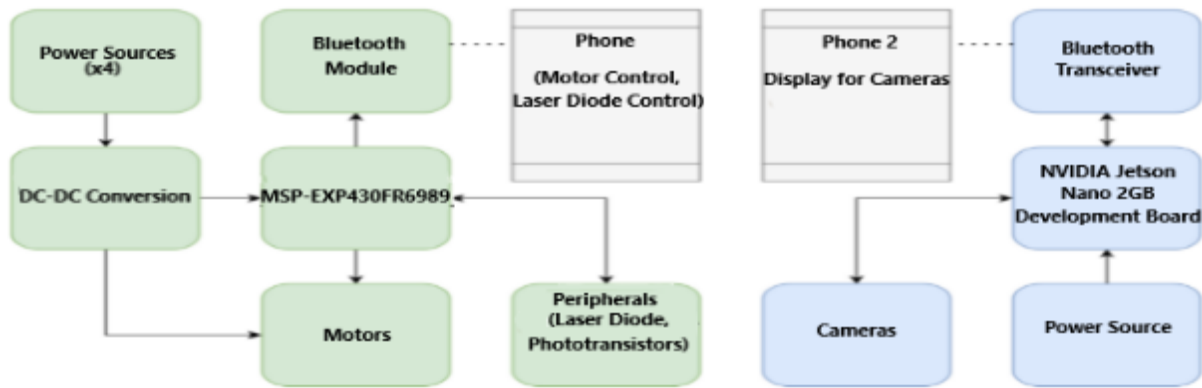 Power Sources
(x4)
Bluetooth
Module
Phone
(Motor Control,
Laser Diode Control)
Phone 2
Display for Cameras
Bluetooth
Transceiver
DC-DC Conversion
MSP-EXP430FR6989
NVIDIA Jetson
Nano 2GB
Development Board
Motors
Peripherals
(Laser Diode,
Phototransistors)
Cameras
Power Source